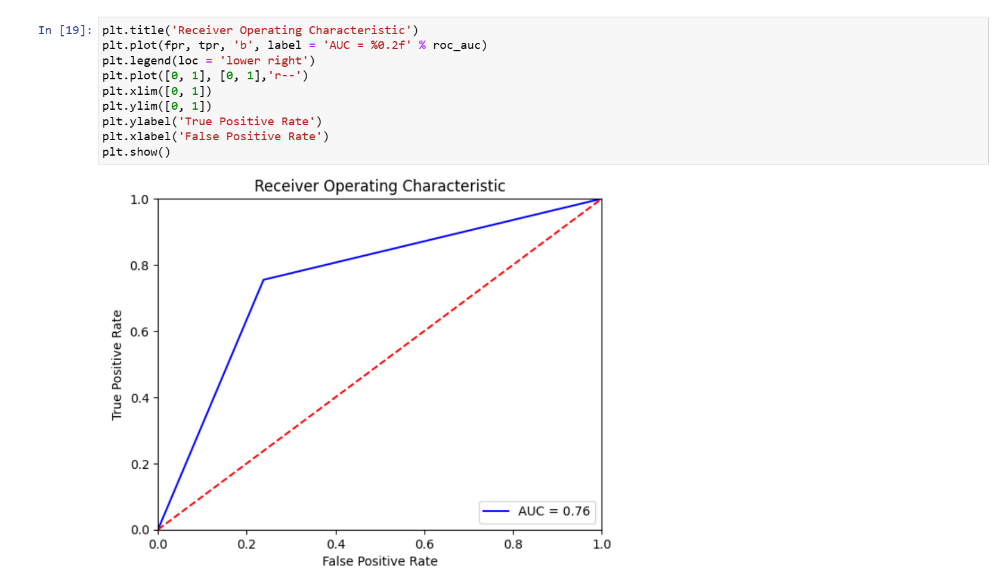 In [19]: plt.title('Receiver Operating Characteristic')
plt.plot(fpr, tpr, 'b', label = 'AUC = %0.2f' % roc_auc)
plt.legend(loc = 'lower right')
plt.plot([0, 1], [0, 1],'r--')
plt.xlim([0, 1])
plt.ylim([0, 1])
plt.ylabel('True Positive Rate')
plt.xlabel('False Positive Rate')
plt.show()
Receiver Operating Characteristic
1.0
0.8
0.6
0.4
0.2
0.0
True Positive Rate
AUC = 0.76
0.0 0.2 0.4 0.6 0.8 1.0
False Positive Rate